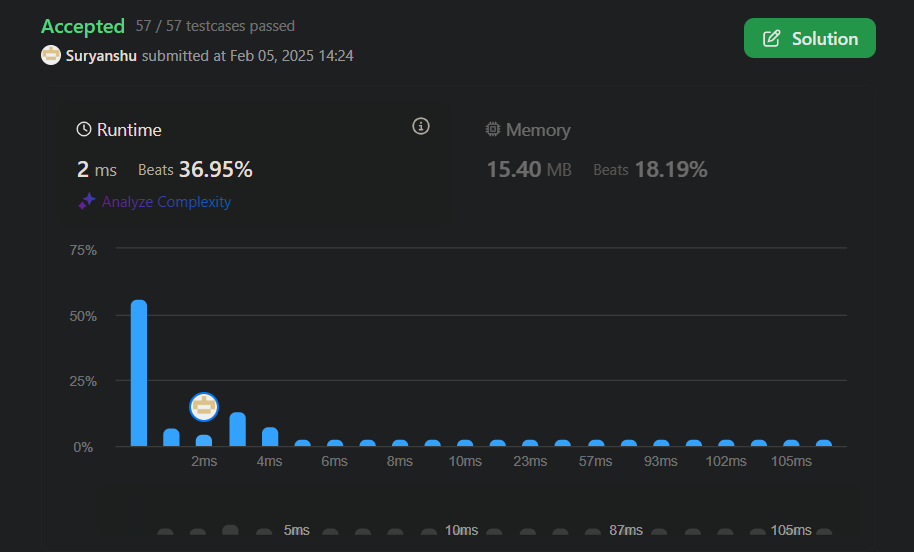 Accepted 57 / 57 testcases passed
Suryanshu submitted at Feb 05, 2025 14:24
Solution
Runtime
2 ms Beats 36.95%
Analyze Complexity
Memory
15.40 MB Beats 18.19%
75%
50%
25%
0%
2ms 4ms 6ms 8ms 10ms 23ms 57ms 93ms 102ms 105ms
5ms 10ms 87ms 105ms